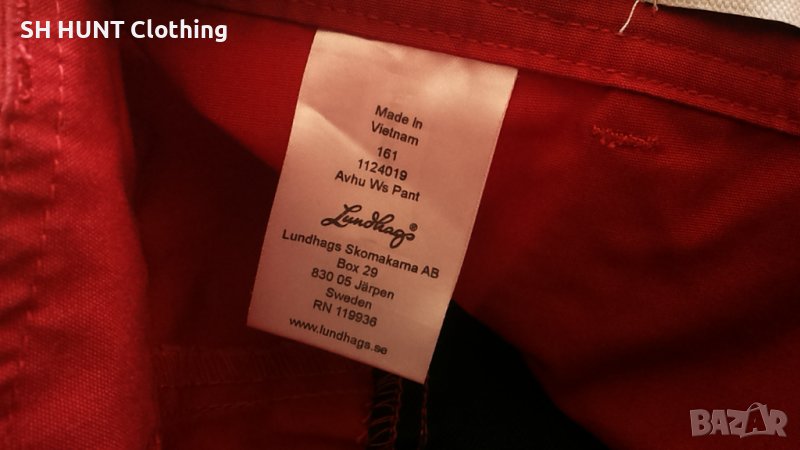 SH HUNT Clothing
Made In
Vietnam
161
1124019
Avhu Ws Pant
Lundhags®
Lundhags Skomakarna AB
Box 29
830 05 Järpen
Sweden
RN 119936
www.lundhags.se
BAZAR